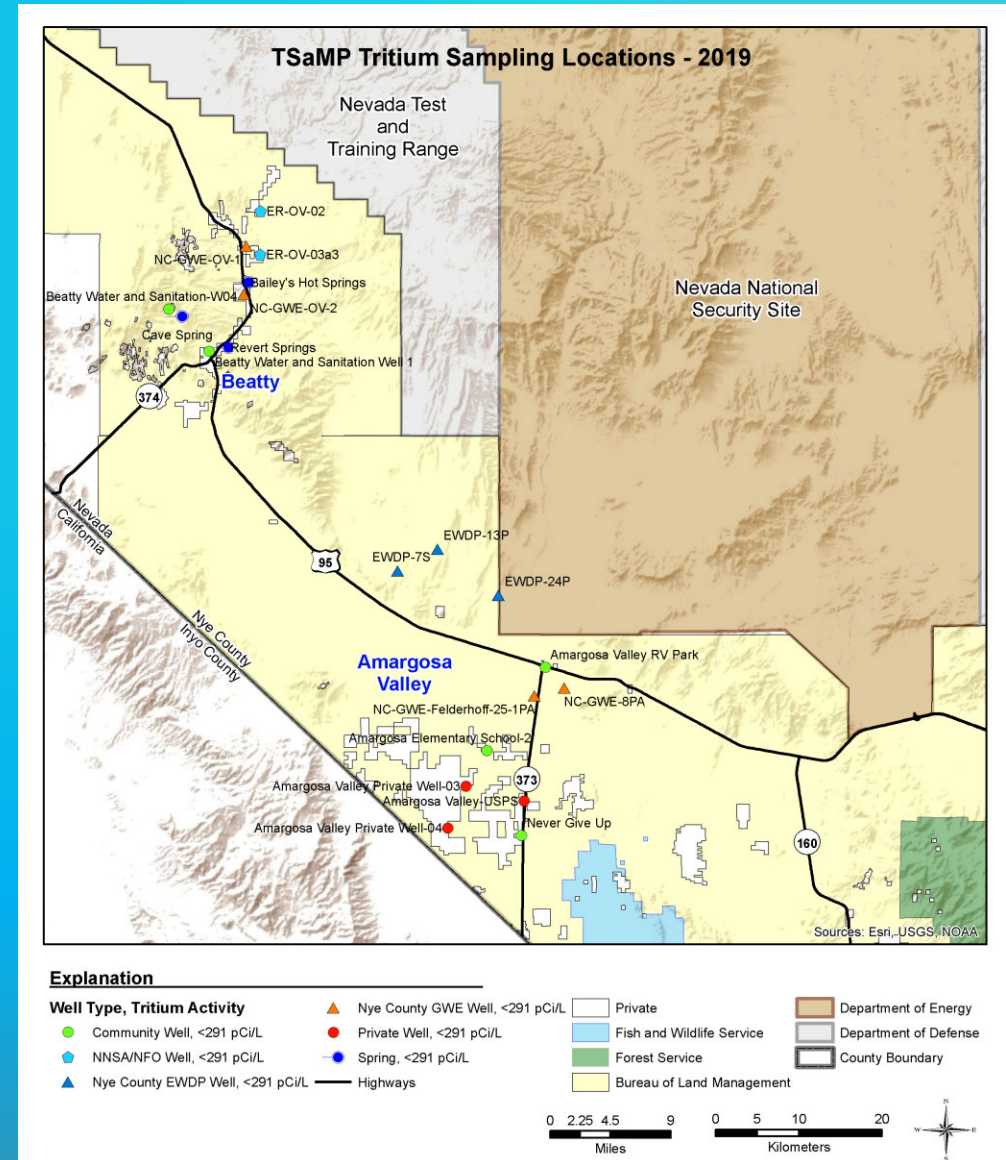 TSaMP Tritium Sampling Locations - 2019
Nevada Test
and
Training Range
ER-OV-02
NC-GWE-OV-1
ER-OV-03a3
Bailey's Hot Springs
Beatty Water and Sanitation-W04
NC-GWE-OV-2
Nevada National
Security Site
Cave Spring
Revert Springs
Beatty Water and Sanitation Well 1
Beatty
374
Nevada
California
EWDP-13P
95
EWDP-7S
EWDP-24P
Nye County
Inyo County
Amargosa Valley RV Park
Amargosa
Valley
NC-GWE-8PA
NC-GWE-Felderhoff-25-1PA
Amargosa Elementary School-2
373
Amargosa Valley Private Well-03
Amargosa Valley-USPS
Never Give Up
Amargosa Valley Private Well-04
160
Sources: Esri, USGS, NOAA
Explanation
Well Type, Tritium Activity
Community Well, <291 pCi/L
NNSA/NFO Well, <291 pCi/L
Nye County EWDP Well, <291 pCi/L
Nye County GWE Well, <291 pCi/L
Private Well, <291 pCi/L
Spring, <291 pCi/L
Highways
Private
Fish and Wildlife Service
Forest Service
Bureau of Land Management
Department of Energy
Department of Defense
County Boundary
0 2.25 4.5 9
Miles
0 5 10 20
Kilometers
N
W E
S